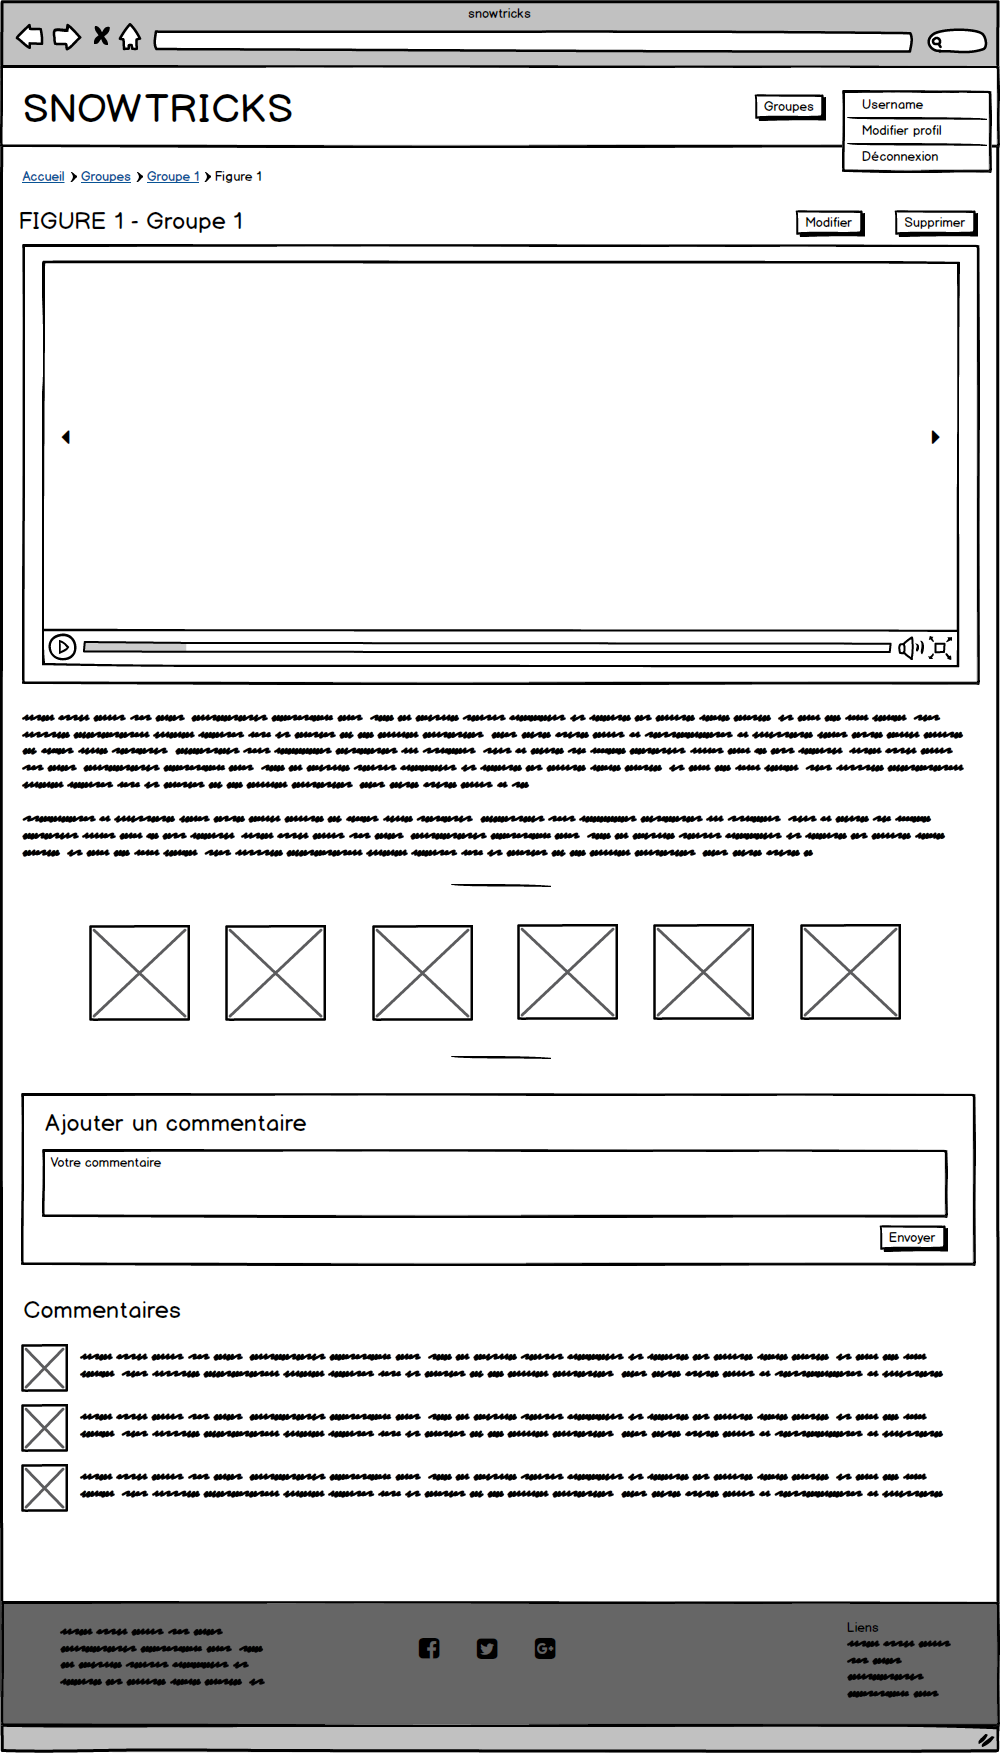 snowtricks
SNOWTRICKS
Groupes
Username
Modifier profil
Déconnexion
Accueil > Groupes > Groupe 1 > Figure 1
FIGURE 1 - Groupe 1
Modifier
Supprimer
Ajouter un commentaire
Votre commentaire
Envoyer
Commentaires
Liens